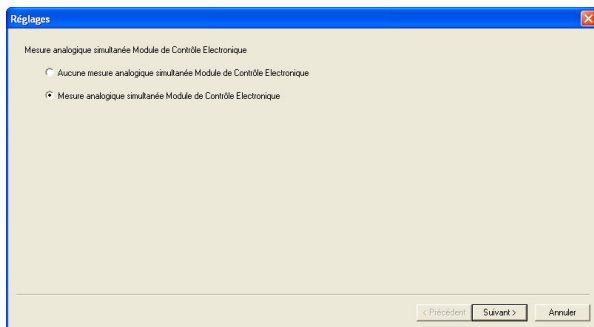 Réglages
Mesure analogique simultanée Module de Contrôle Electronique
Aucune mesure analogique simultanée Module de Contrôle Electronique
Mesure analogique simultanée Module de Contrôle Electronique
< Précédent Suivant > Annuler